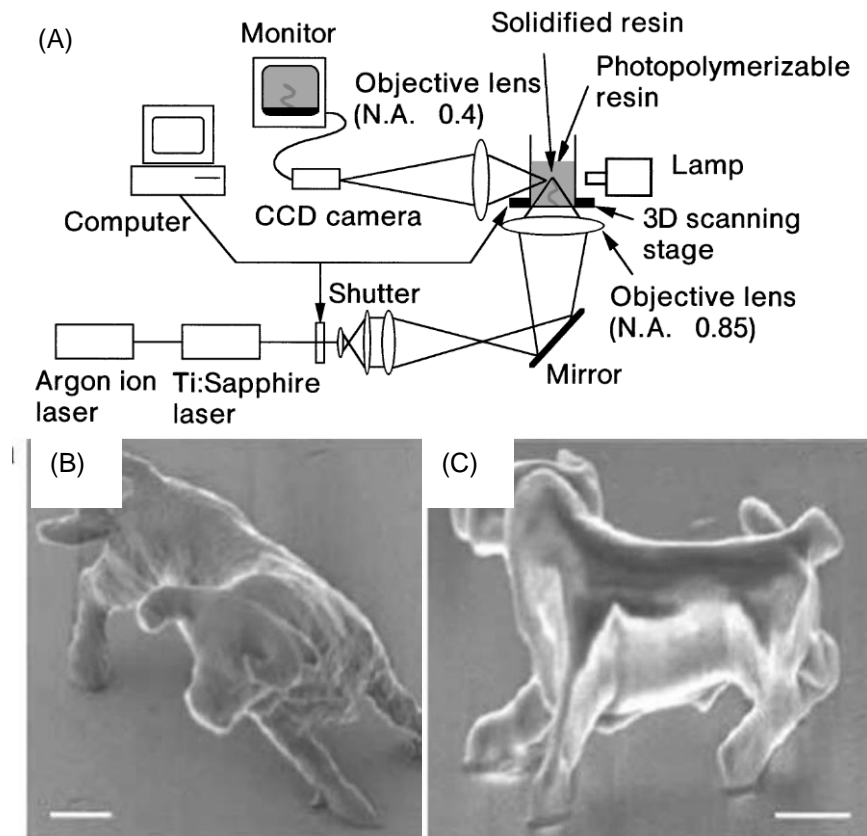 (A)
Monitor
Solidified resin
Photopolymerizable
resin
Objective lens
(N.A. 0.4)
Lamp
Computer
CCD camera
3D scanning
stage
Shutter
Objective lens
(N.A. 0.85)
Mirror
Argon ion
laser
Ti:Sapphire
laser
(B)
(C)